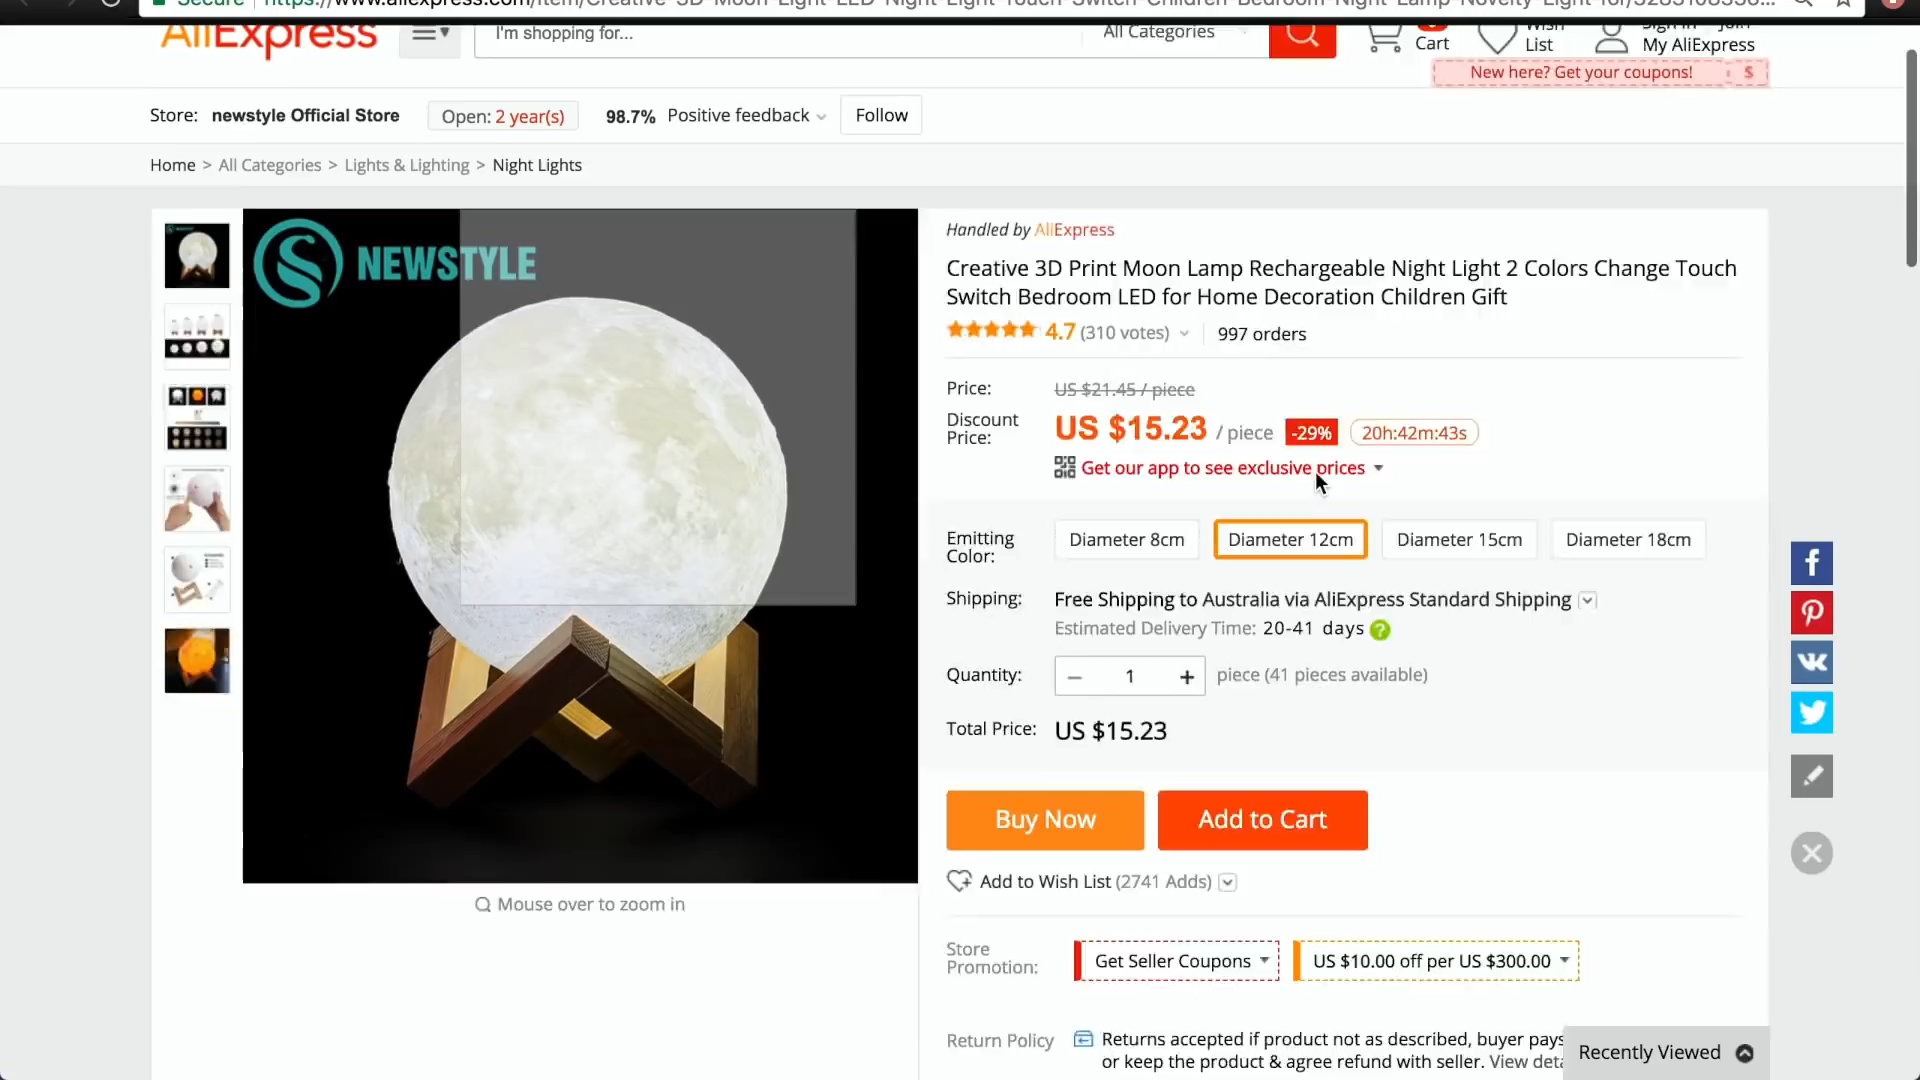 Secure
AliExpress
I'm shopping for...
All Categories
Cart
Wish
List
My AliExpress
New here? Get your coupons!
$
Store: newstyle Official Store
Open: 2 year(s)
98.7% Positive feedback
Follow
Home > All Categories > Lights & Lighting > Night Lights
NEWSTYLE
Handled by AliExpress
Creative 3D Print Moon Lamp Rechargeable Night Light 2 Colors Change Touch
Switch Bedroom LED for Home Decoration Children Gift
4.7 (310 votes)
997 orders
Price: US $21.45 / piece
Discount
Price:
US $15.23 / piece -29% 20h:42m:43s
Get our app to see exclusive prices
Emitting
Color:
Diameter 8cm Diameter 12cm Diameter 15cm Diameter 18cm
Shipping: Free Shipping to Australia via AliExpress Standard Shipping
Estimated Delivery Time: 20-41 days ?
Quantity: − 1 + piece (41 pieces available)
Total Price: US $15.23
Buy Now
Add to Cart
Add to Wish List (2741 Adds)
Mouse over to zoom in
Store
Promotion:
Get Seller Coupons
US $10.00 off per US $300.00
Return Policy
Returns accepted if product not as described, buyer pays
or keep the product & agree refund with seller. View deta
Recently Viewed